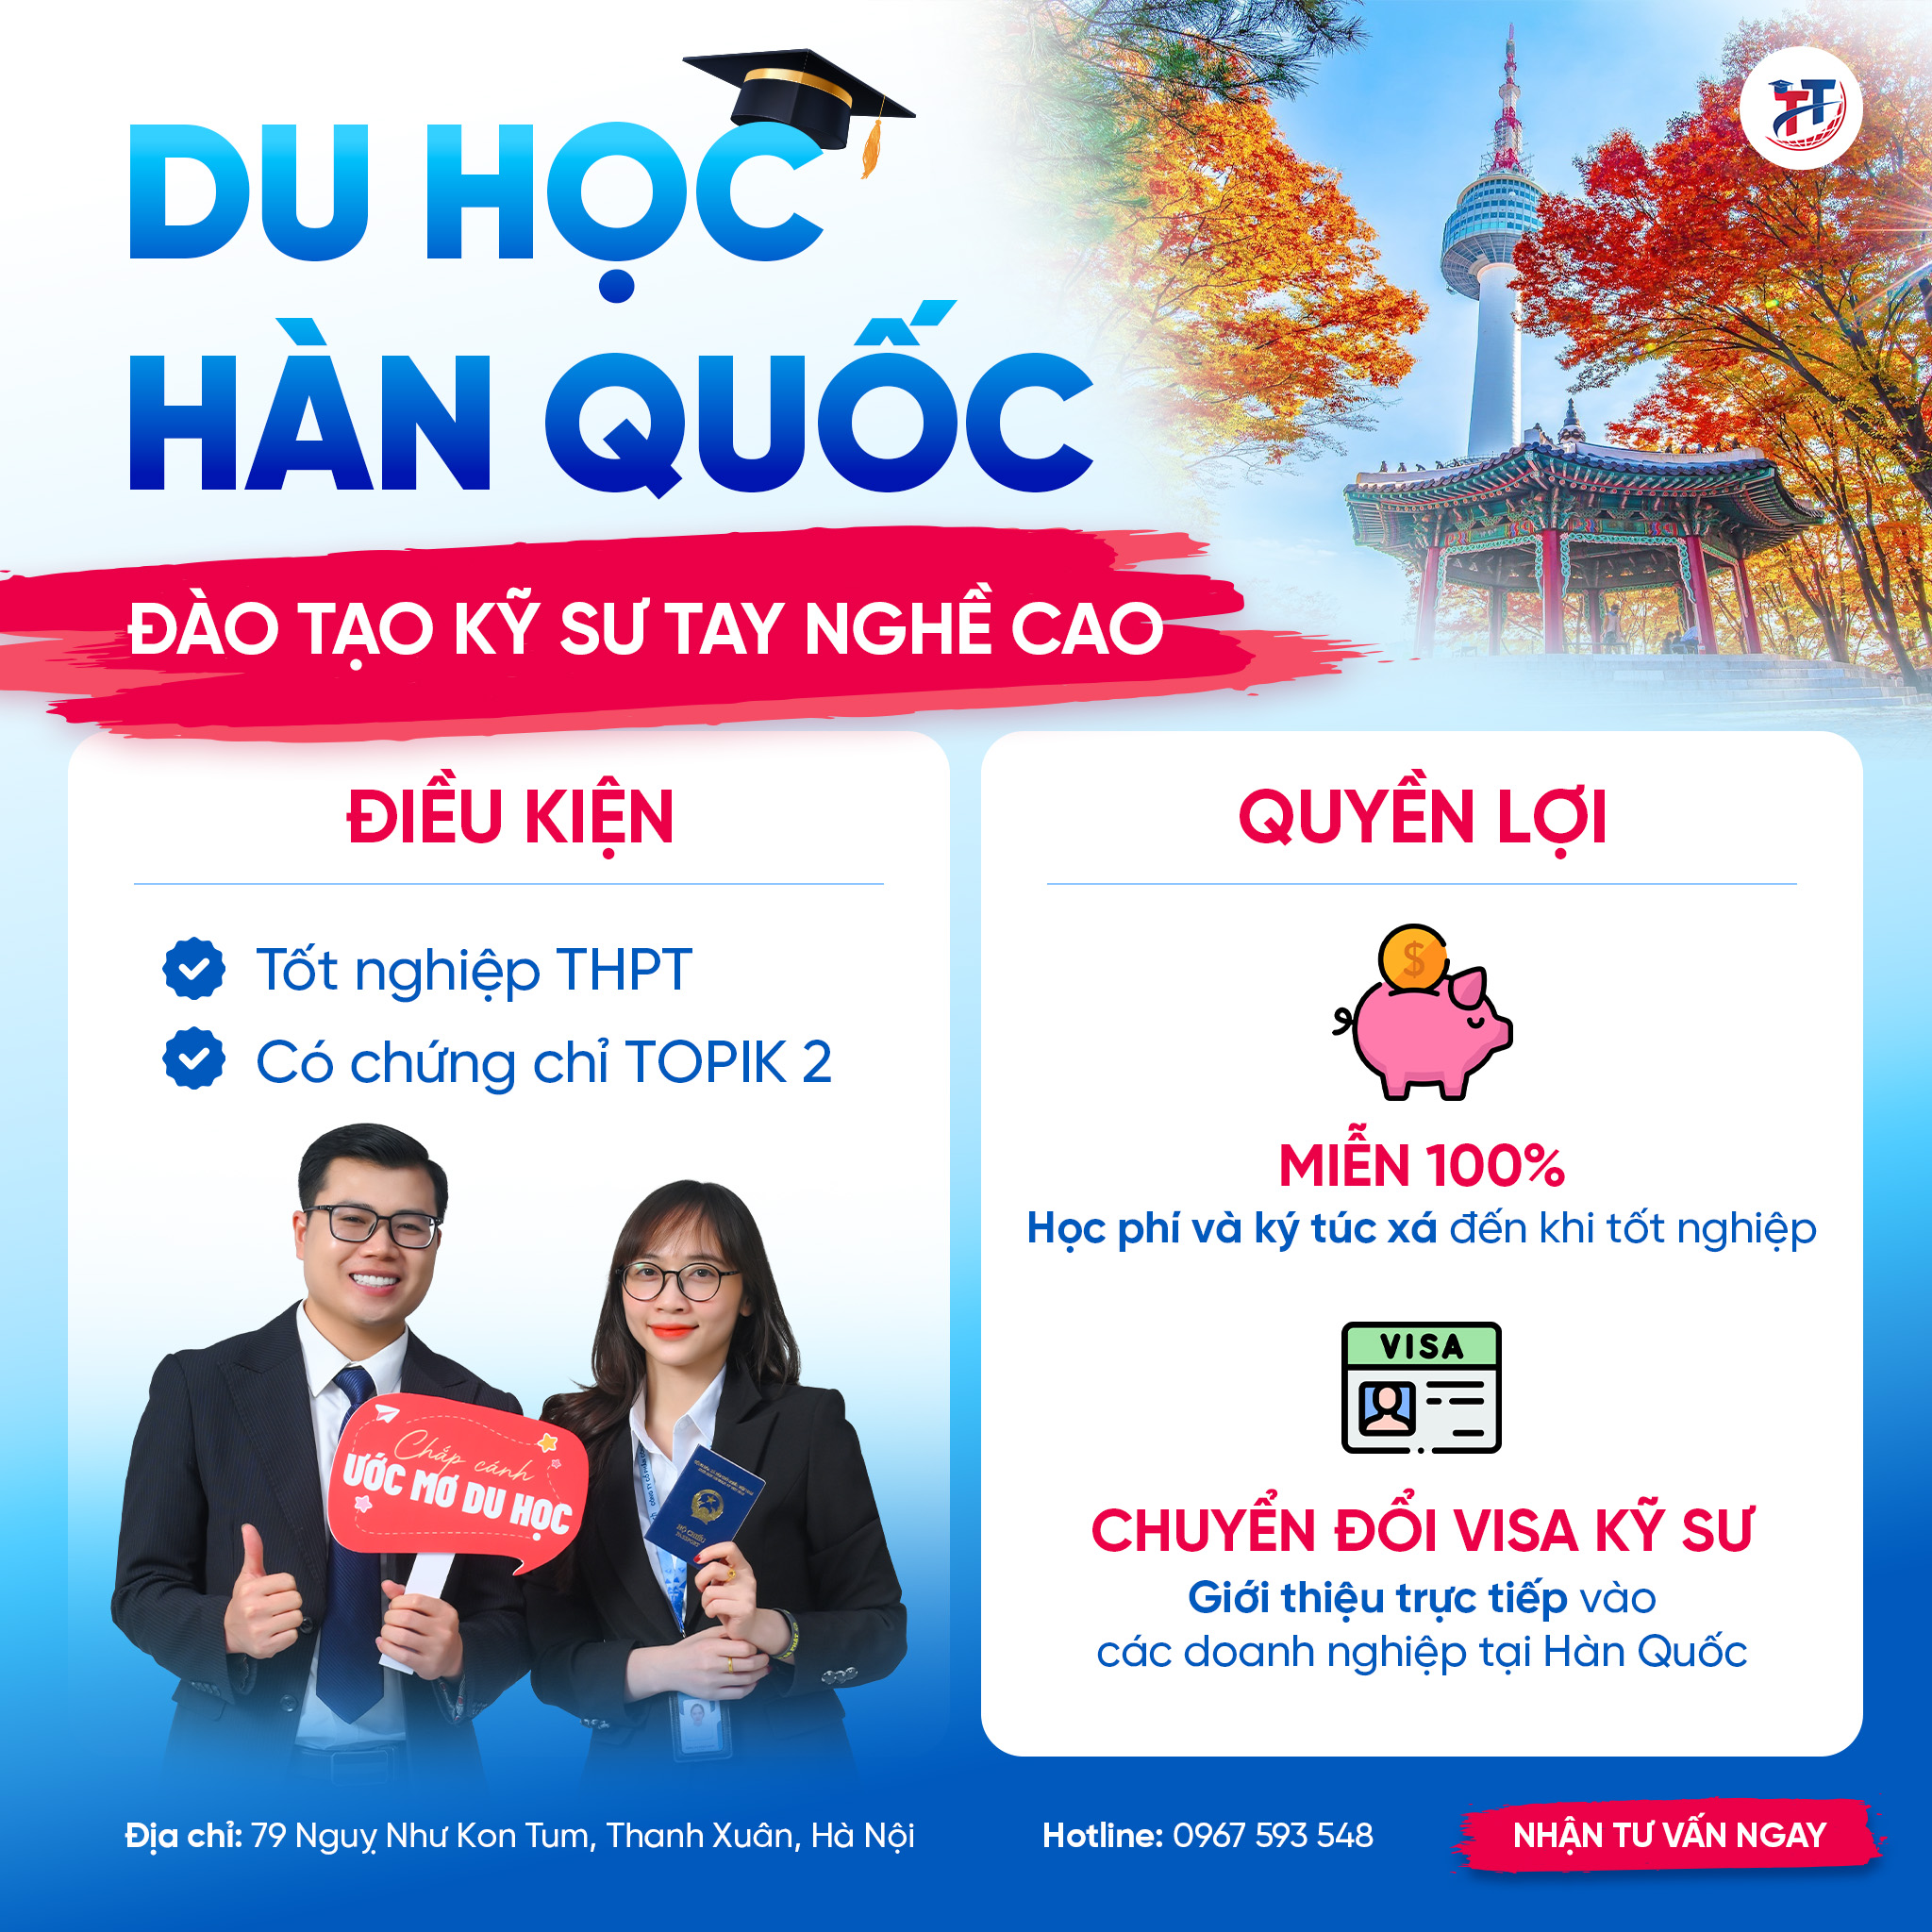 TT
DU HỌC
HÀN QUỐC
ĐÀO TẠO KỸ SƯ TAY NGHỀ CAO
ĐIỀU KIỆN
Tốt nghiệp THPT
Có chứng chỉ TOPIK 2
Chắp cánh
ƯỚC MƠ DU HỌC
HỘ CHIẾU
PASSPORT
QUYỀN LỢI
$
MIỄN 100%
Học phí và ký túc xá đến khi tốt nghiệp
VISA
CHUYỂN ĐỔI VISA KỸ SƯ
Giới thiệu trực tiếp vào
các doanh nghiệp tại Hàn Quốc
Địa chỉ: 79 Nguỵ Như Kon Tum, Thanh Xuân, Hà Nội
Hotline: 0967 593 548
NHẬN TƯ VẤN NGAY